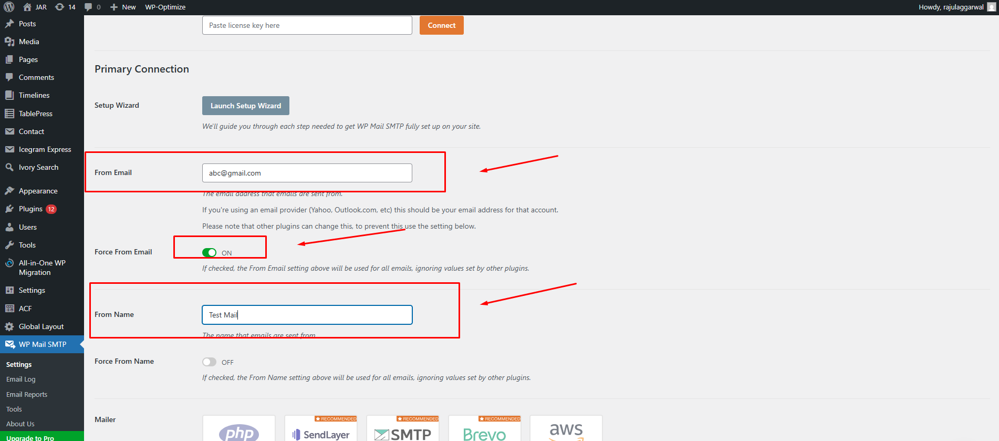 JAR 14 0 New WP-Optimize Howdy, rajulaggarwal
Posts
Media
Pages
Comments
Timelines
TablePress
Contact
Icegram Express
Ivory Search
Appearance
Plugins 12
Users
Tools
All-in-One WP
Migration
Settings
ACF
Global Layout
WP Mail SMTP
Settings
Email Log
Email Reports
Tools
About Us
Upgrade to Pro
Paste license key here Connect
Primary Connection
Setup Wizard Launch Setup Wizard
We'll guide you through each step needed to get WP Mail SMTP fully set up on your site.
From Email abc@gmail.com
The email address that emails are sent from.
If you're using an email provider (Yahoo, Outlook.com, etc) this should be your email address for that account.
Please note that other plugins can change this, to prevent this use the setting below.
Force From Email ON
If checked, the From Email setting above will be used for all emails, ignoring values set by other plugins.
From Name Test Mail
The name that emails are sent from
Force From Name OFF
If checked, the From Name setting above will be used for all emails, ignoring values set by other plugins.
Mailer
RECOMMENDED RECOMMENDED RECOMMENDED
php SendLayer SMTP Brevo aws